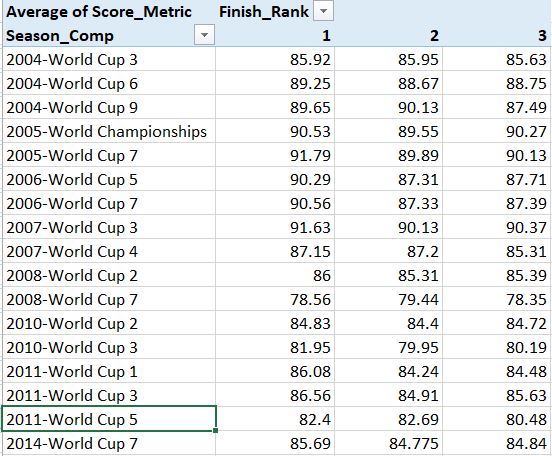 Average of Score_Metric Finish_Rank
Season_Comp 1 2 3
2004-World Cup 3 85.92 85.95 85.63
2004-World Cup 6 89.25 88.67 88.75
2004-World Cup 9 89.65 90.13 87.49
2005-World Championships 90.53 89.55 90.27
2005-World Cup 7 91.79 89.89 90.13
2006-World Cup 5 90.29 87.31 87.71
2006-World Cup 7 90.56 87.33 87.39
2007-World Cup 3 91.63 90.13 90.37
2007-World Cup 4 87.15 87.2 85.31
2008-World Cup 2 86 85.31 85.39
2008-World Cup 7 78.56 79.44 78.35
2010-World Cup 2 84.83 84.4 84.72
2010-World Cup 3 81.95 79.95 80.19
2011-World Cup 1 86.08 84.24 84.48
2011-World Cup 3 86.56 84.91 85.63
2011-World Cup 5 82.4 82.69 80.48
2014-World Cup 7 85.69 84.775 84.84